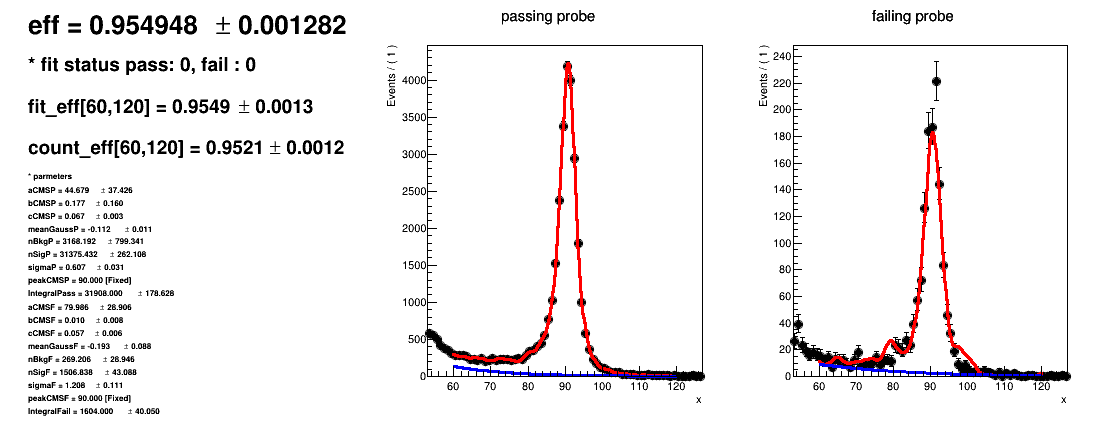 eff = 0.954948 ± 0.001282
* fit status pass: 0, fail : 0
fit_eff[60,120] = 0.9549 ± 0.0013
count_eff[60,120] = 0.9521 ± 0.0012
* parmeters
aCMSP = 44.679 ± 37.426
bCMSP = 0.177 ± 0.160
cCMSP = 0.067 ± 0.003
meanGaussP = -0.112 ± 0.011
nBkgP = 3168.192 ± 799.341
nSigP = 31375.432 ± 262.108
sigmaP = 0.607 ± 0.031
peakCMSP = 90.000 [Fixed]
IntegralPass = 31908.000 ± 178.628
aCMSF = 79.986 ± 28.906
bCMSF = 0.010 ± 0.008
cCMSF = 0.057 ± 0.006
meanGaussF = -0.193 ± 0.088
nBkgF = 269.206 ± 28.946
nSigF = 1506.838 ± 43.088
sigmaF = 1.208 ± 0.111
peakCMSF = 90.000 [Fixed]
IntegralFail = 1604.000 ± 40.050
passing probe
Events / ( 1 )
4000
3500
3000
2500
2000
1500
1000
500
0
60 70 80 90 100 110 120
x
failing probe
Events / ( 1 )
240
220
200
180
160
140
120
100
80
60
40
20
0
60 70 80 90 100 110 120
x